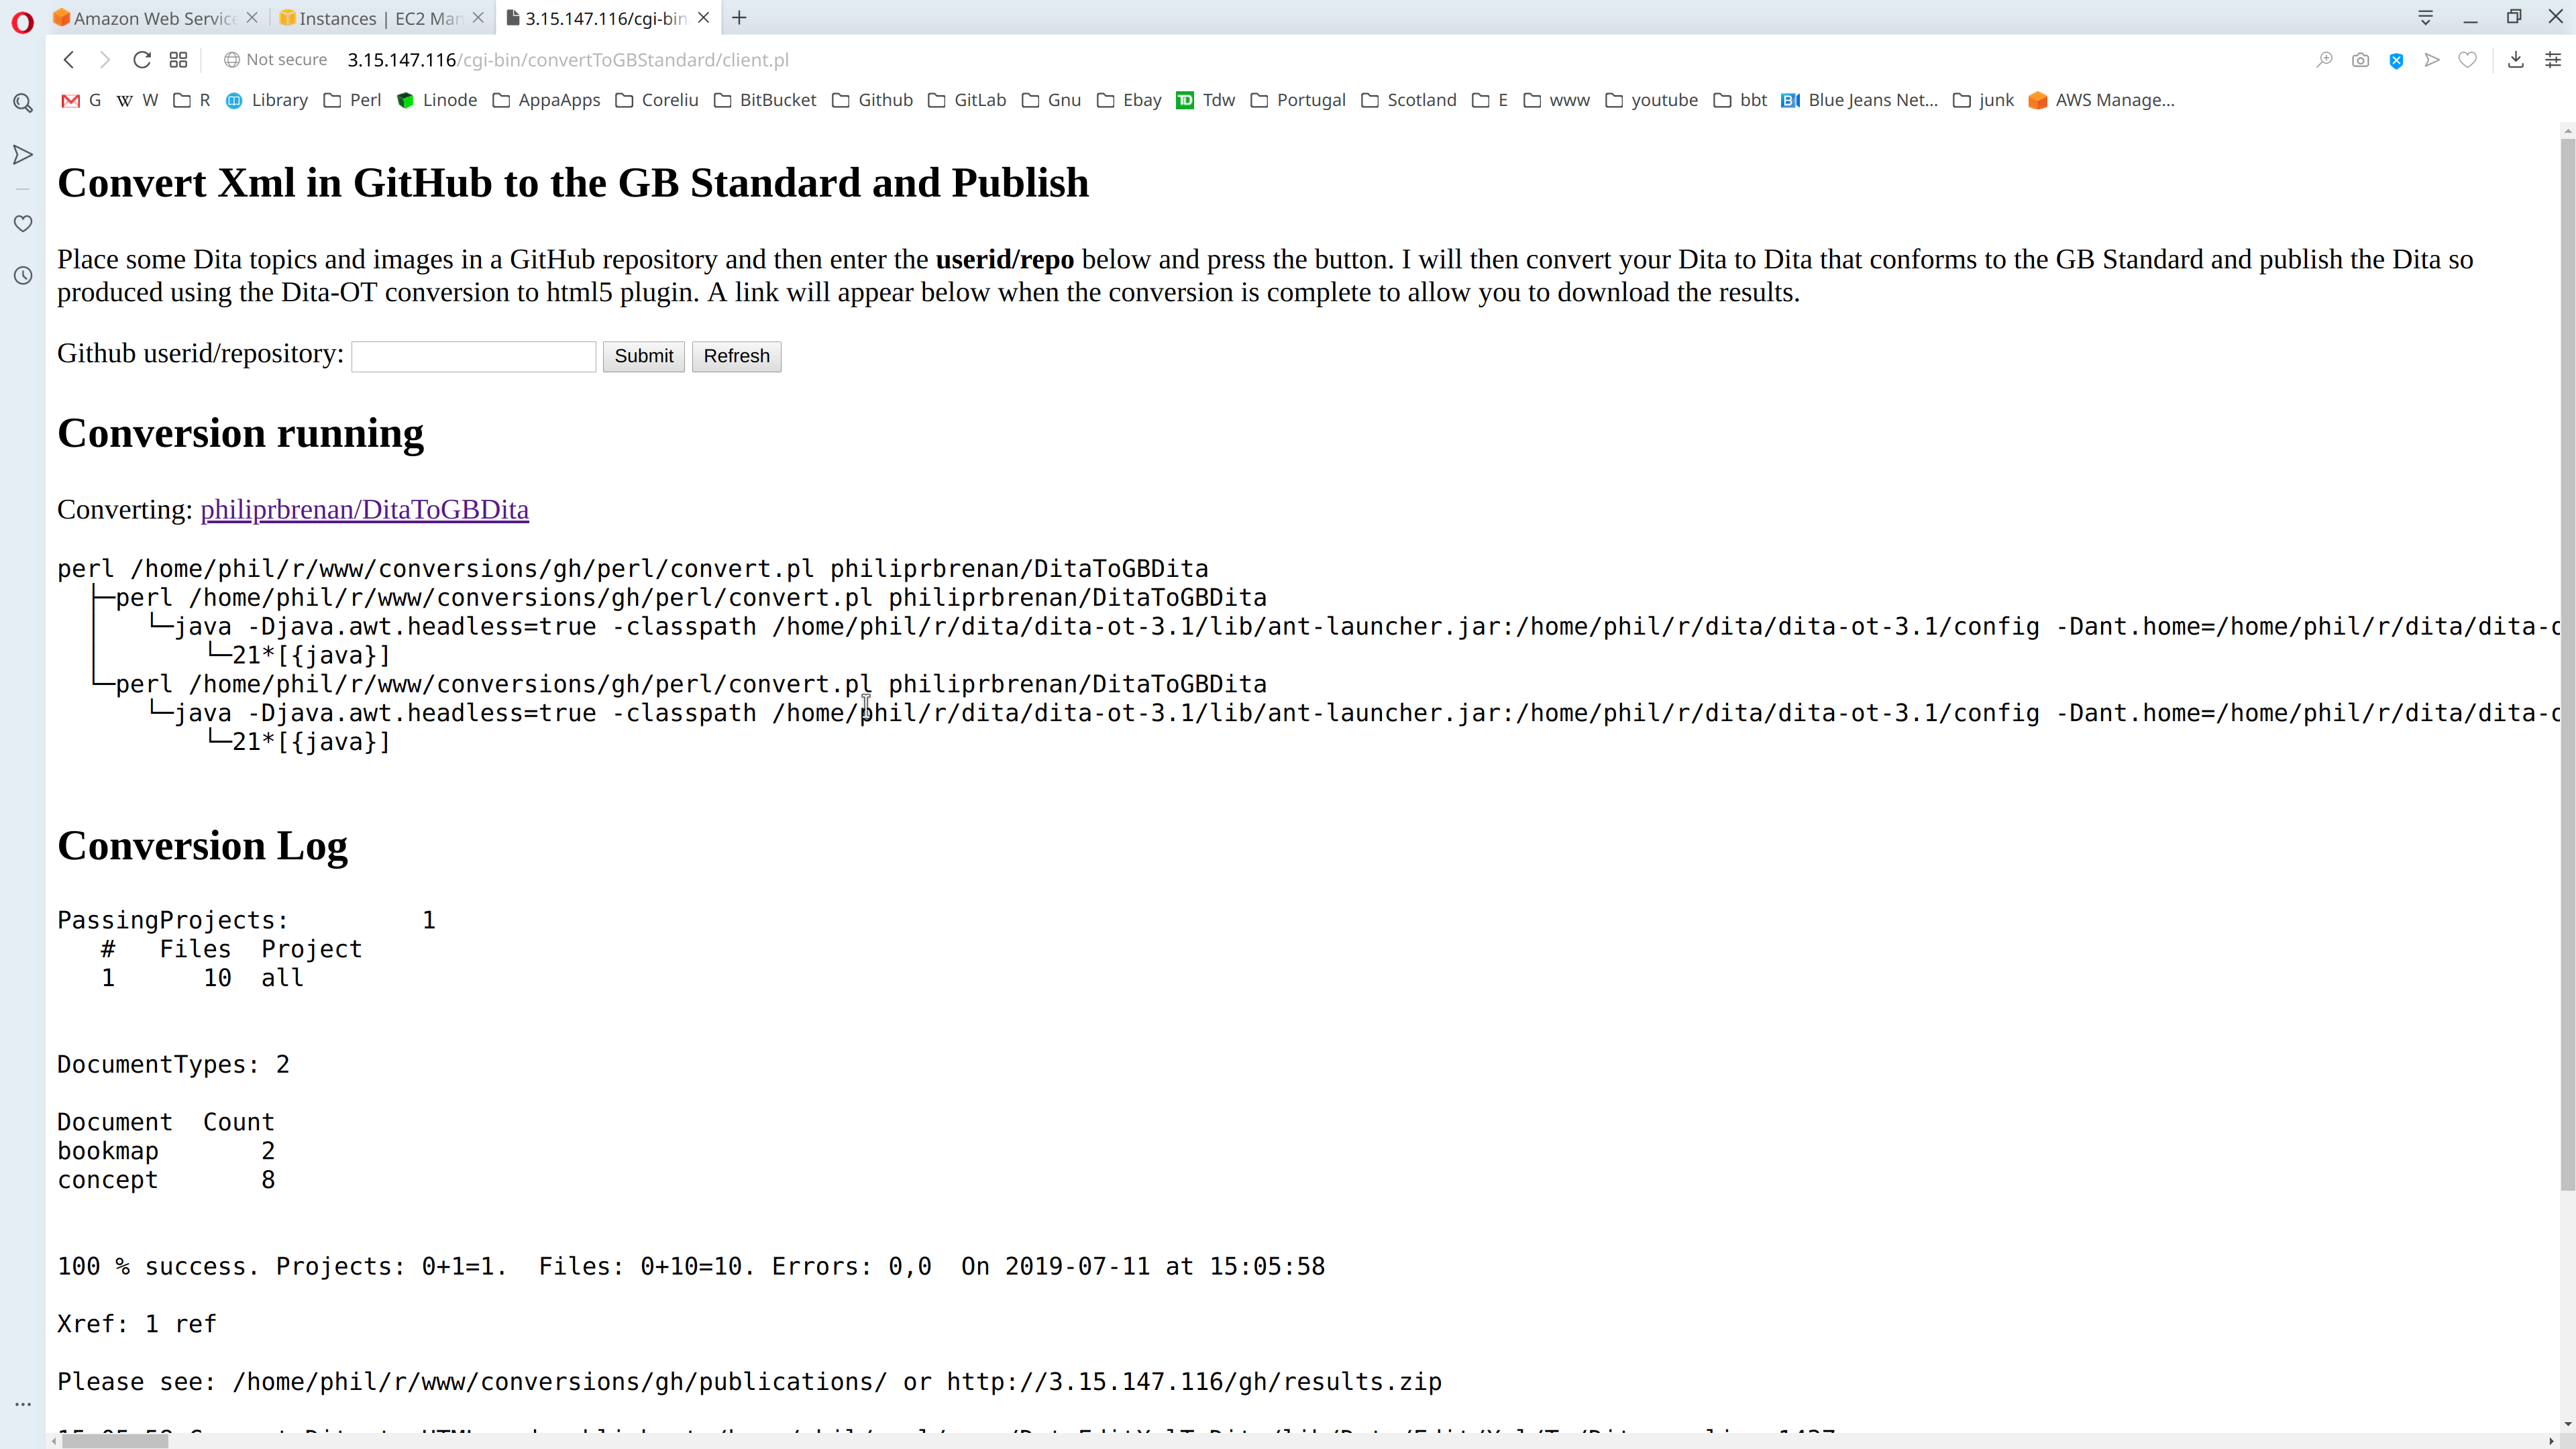 Amazon Web Service
Instances | EC2 Man
3.15.147.116/cgi-bin
Not secure 3.15.147.116/cgi-bin/convertToGBStandard/client.pl
G W R Library Perl Linode AppaApps Coreliu BitBucket Github GitLab Gnu Ebay Tdw Portugal Scotland E www youtube bbt Blue Jeans Net... junk AWS Manage...
Convert Xml in GitHub to the GB Standard and Publish
Place some Dita topics and images in a GitHub repository and then enter the userid/repo below and press the button. I will then convert your Dita to Dita that conforms to the GB Standard and publish the Dita so
produced using the Dita-OT conversion to html5 plugin. A link will appear below when the conversion is complete to allow you to download the results.
Github userid/repository: Submit Refresh
Conversion running
Converting: philiprbrenan/DitaToGBDita
perl /home/phil/r/www/conversions/gh/perl/convert.pl philiprbrenan/DitaToGBDita
├─perl /home/phil/r/www/conversions/gh/perl/convert.pl philiprbrenan/DitaToGBDita
│   └─java -Djava.awt.headless=true -classpath /home/phil/r/dita/dita-ot-3.1/lib/ant-launcher.jar:/home/phil/r/dita/dita-ot-3.1/config -Dant.home=/home/phil/r/dita/dita-o
│       └─21*[{java}]
└─perl /home/phil/r/www/conversions/gh/perl/convert.pl philiprbrenan/DitaToGBDita
└─java -Djava.awt.headless=true -classpath /home/phil/r/dita/dita-ot-3.1/lib/ant-launcher.jar:/home/phil/r/dita/dita-ot-3.1/config -Dant.home=/home/phil/r/dita/dita-o
└─21*[{java}]
Conversion Log
PassingProjects: 1
# Files Project
1 10 all
DocumentTypes: 2
Document Count
bookmap 2
concept 8
100 % success. Projects: 0+1=1. Files: 0+10=10. Errors: 0,0 On 2019-07-11 at 15:05:58
Xref: 1 ref
Please see: /home/phil/r/www/conversions/gh/publications/ or http://3.15.147.116/gh/results.zip